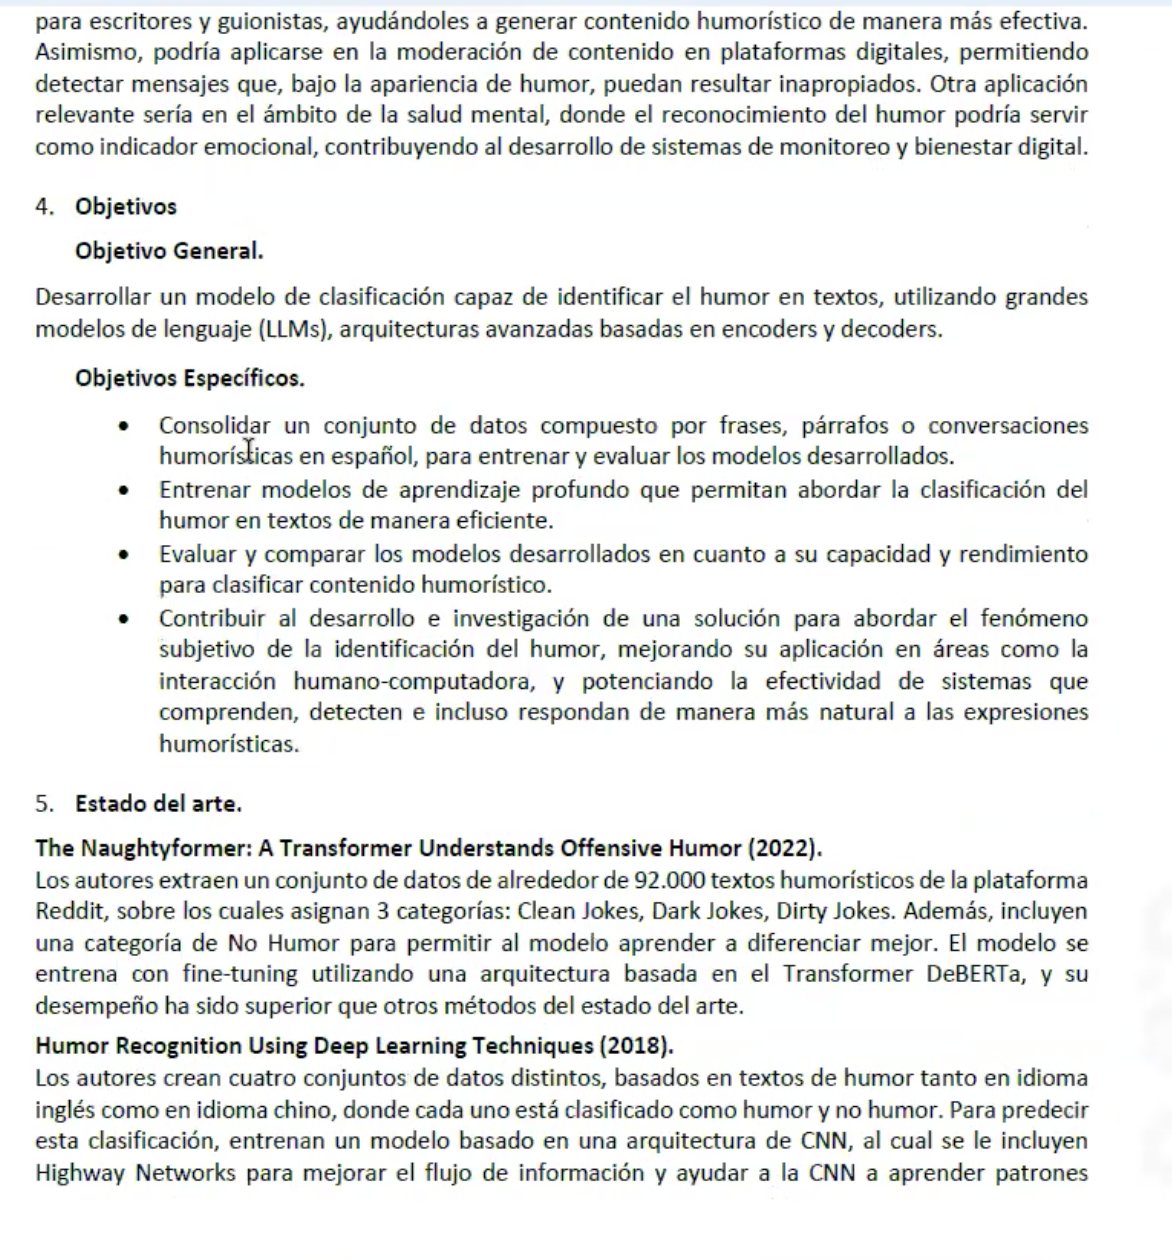 para escritores y guionistas, ayudándoles a generar contenido humorístico de manera más efectiva.
Asimismo, podría aplicarse en la moderación de contenido en plataformas digitales, permitiendo
detectar mensajes que, bajo la apariencia de humor, puedan resultar inapropiados. Otra aplicación
relevante sería en el ámbito de la salud mental, donde el reconocimiento del humor podría servir
como indicador emocional, contribuyendo al desarrollo de sistemas de monitoreo y bienestar digital.
4. Objetivos
Objetivo General.
Desarrollar un modelo de clasificación capaz de identificar el humor en textos, utilizando grandes
modelos de lenguaje (LLMs), arquitecturas avanzadas basadas en encoders y decoders.
Objetivos Específicos.
• Consolidar un conjunto de datos compuesto por frases, párrafos o conversaciones
humorísticas en español, para entrenar y evaluar los modelos desarrollados.
• Entrenar modelos de aprendizaje profundo que permitan abordar la clasificación del
humor en textos de manera eficiente.
• Evaluar y comparar los modelos desarrollados en cuanto a su capacidad y rendimiento
para clasificar contenido humorístico.
• Contribuir al desarrollo e investigación de una solución para abordar el fenómeno
subjetivo de la identificación del humor, mejorando su aplicación en áreas como la
interacción humano-computadora, y potenciando la efectividad de sistemas que
comprenden, detecten e incluso respondan de manera más natural a las expresiones
humorísticas.
5. Estado del arte.
The Naughtyformer: A Transformer Understands Offensive Humor (2022).
Los autores extraen un conjunto de datos de alrededor de 92.000 textos humorísticos de la plataforma
Reddit, sobre los cuales asignan 3 categorías: Clean Jokes, Dark Jokes, Dirty Jokes. Además, incluyen
una categoría de No Humor para permitir al modelo aprender a diferenciar mejor. El modelo se
entrena con fine-tuning utilizando una arquitectura basada en el Transformer DeBERTa, y su
desempeño ha sido superior que otros métodos del estado del arte.
Humor Recognition Using Deep Learning Techniques (2018).
Los autores crean cuatro conjuntos de datos distintos, basados en textos de humor tanto en idioma
inglés como en idioma chino, donde cada uno está clasificado como humor y no humor. Para predecir
esta clasificación, entrenan un modelo basado en una arquitectura de CNN, al cual se le incluyen
Highway Networks para mejorar el flujo de información y ayudar a la CNN a aprender patrones